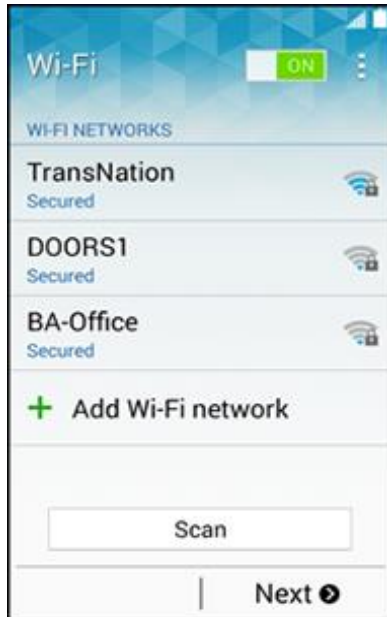 Wi-Fi
ON
WI-FI NETWORKS
TransNation
Secured
DOORS1
Secured
BA-Office
Secured
+ Add Wi-Fi network
Scan
Next